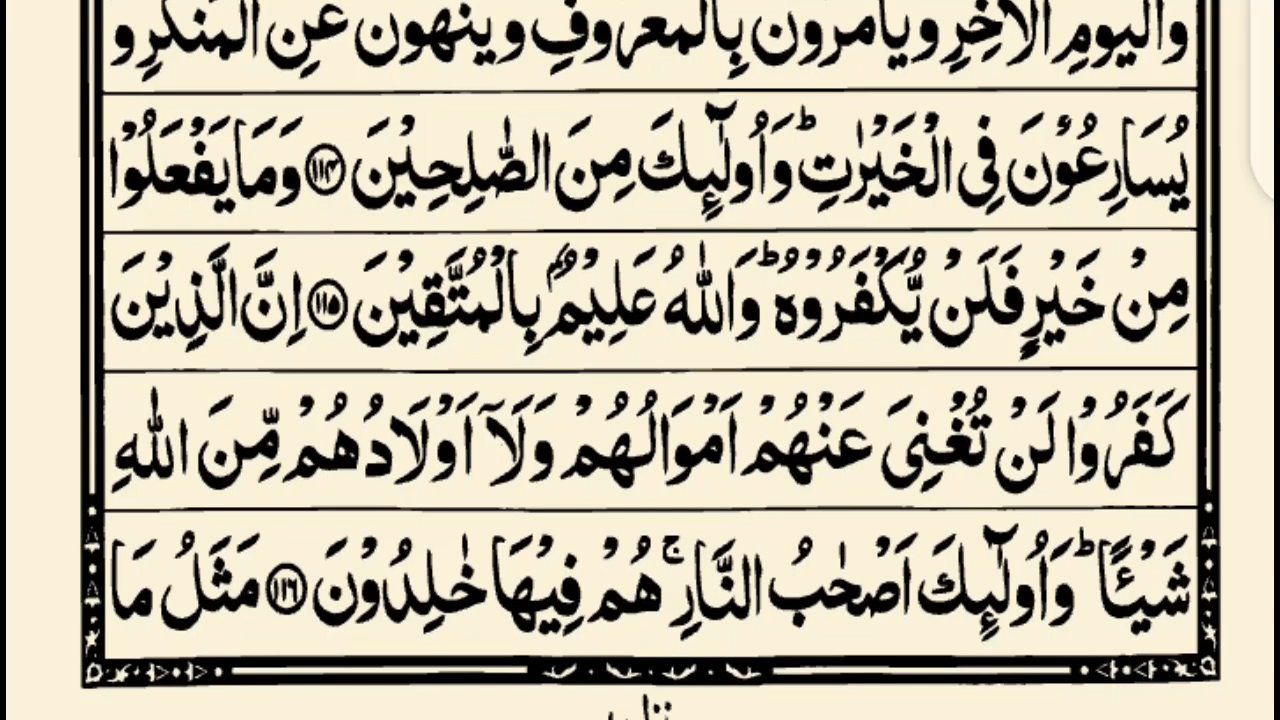 وَالْيَوْمِ الْاٰخِرِ وَيَاْمُرُوْنَ بِالْمَعْرُوْفِ وَيَنْهَوْنَ عَنِ الْمُنْكَرِ وَ
يُسَارِعُوْنَ فِى الْخَيْرٰتِؕ وَاُولٰٓئِكَ مِنَ الصّٰلِحِيْنَ ۝۱۱۴ وَمَا يَفْعَلُوْا
مِنْ خَيْرٍ فَلَنْ يُّكْفَرُوْهُؕ وَاللّٰهُ عَلِيْمٌۢ بِالْمُتَّقِيْنَ ۝۱۱۵ اِنَّ الَّذِيْنَ
كَفَرُوْا لَنْ تُغْنِىَ عَنْهُمْ اَمْوَالُهُمْ وَلَاۤ اَوْلَادُهُمْ مِّنَ اللّٰهِ
شَيْئًاؕ وَاُولٰٓئِكَ اَصْحٰبُ النَّارِۚ هُمْ فِيْهَا خٰلِدُوْنَ ۝۱۱۶ مَثَلُ مَا